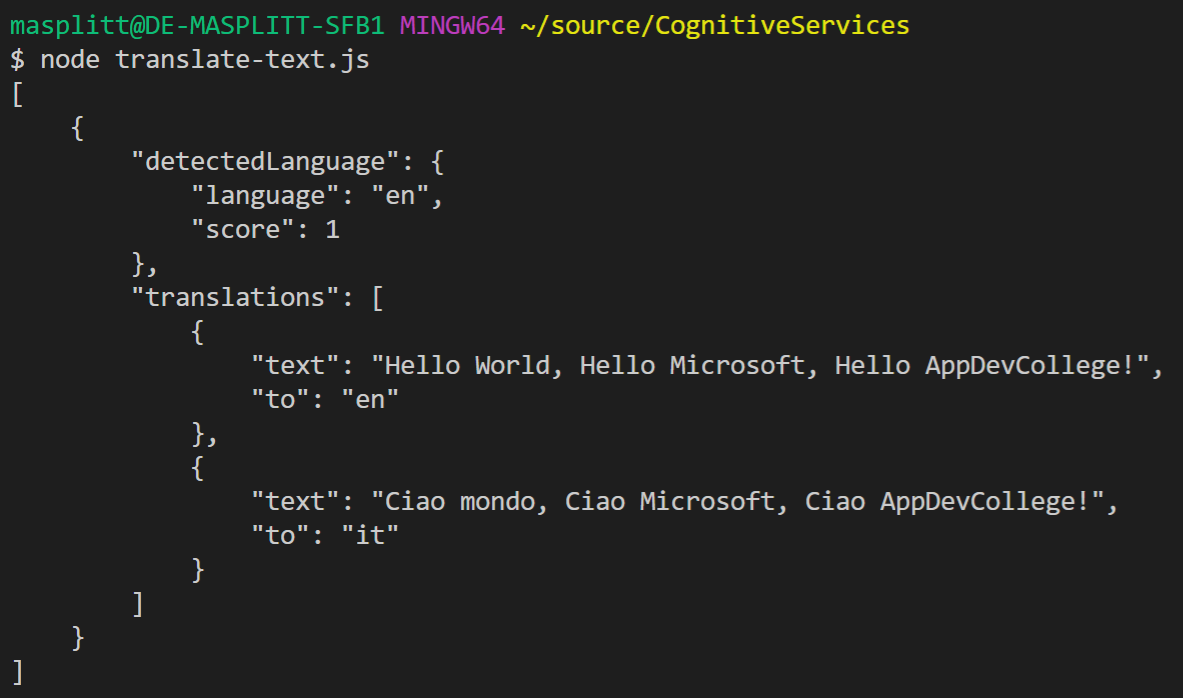 masplitt@DE-MASPLITT-SFB1 MINGW64 ~/source/CognitiveServices
$ node translate-text.js
[
    {
        "detectedLanguage": {
            "language": "en",
            "score": 1
        },
        "translations": [
            {
                "text": "Hello World, Hello Microsoft, Hello AppDevCollege!",
                "to": "en"
            },
            {
                "text": "Ciao mondo, Ciao Microsoft, Ciao AppDevCollege!",
                "to": "it"
            }
        ]
    }
]